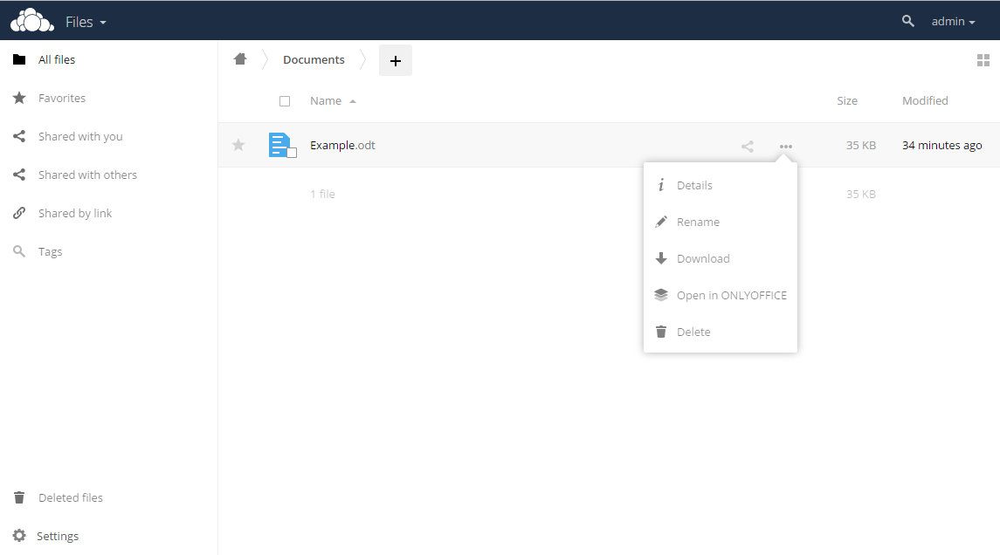 Files admin
All files
Favorites
Shared with you
Shared with others
Shared by link
Tags
Deleted files
Settings
Documents +
Name Size Modified
Example.odt 35 KB 34 minutes ago
1 file 35 KB
Details
Rename
Download
Open in ONLYOFFICE
Delete